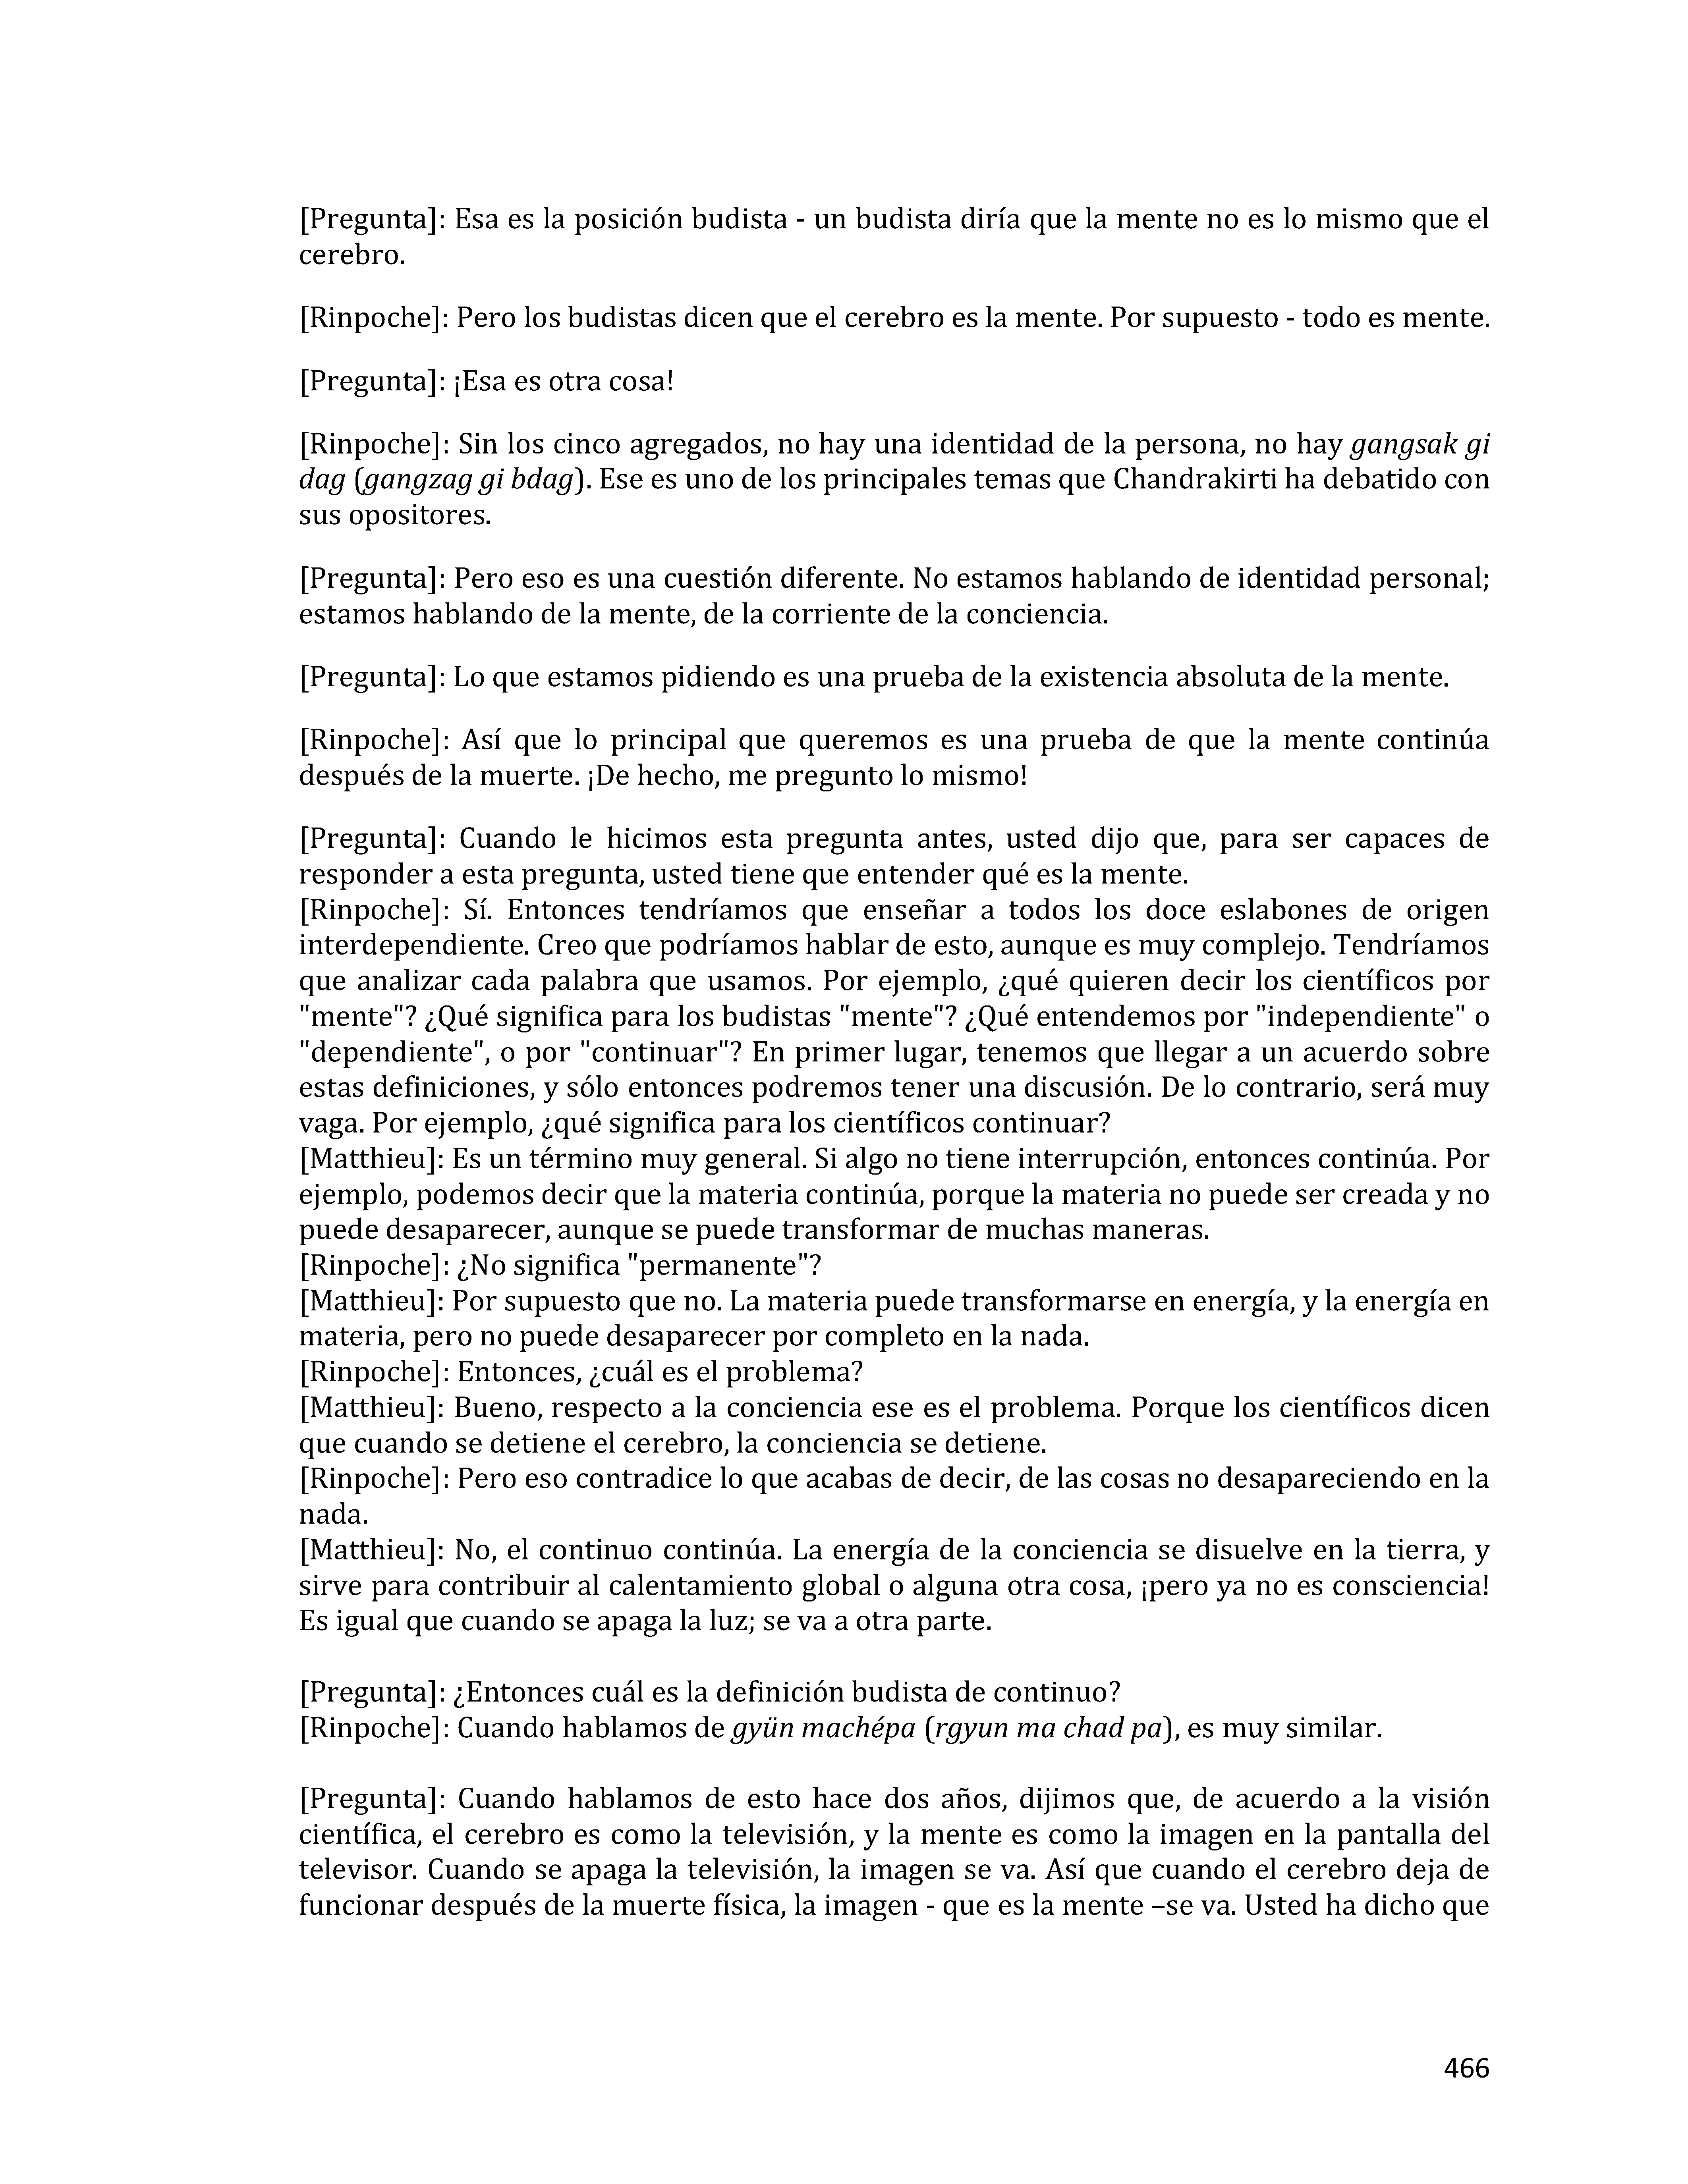 [Pregunta]: Esa es la posición budista - un budista diría que la mente no es lo mismo que el
cerebro.
[Rinpoche]: Pero los budistas dicen que el cerebro es la mente. Por supuesto - todo es mente.
[Pregunta]: ¡Esa es otra cosa!
[Rinpoche]: Sin los cinco agregados, no hay una identidad de la persona, no hay gangsak gi
dag (gangzag gi bdag). Ese es uno de los principales temas que Chandrakirti ha debatido con
sus opositores.
[Pregunta]: Pero eso es una cuestión diferente. No estamos hablando de identidad personal;
estamos hablando de la mente, de la corriente de la conciencia.
[Pregunta]: Lo que estamos pidiendo es una prueba de la existencia absoluta de la mente.
[Rinpoche]: Así que lo principal que queremos es una prueba de que la mente continúa
después de la muerte. ¡De hecho, me pregunto lo mismo!
[Pregunta]: Cuando le hicimos esta pregunta antes, usted dijo que, para ser capaces de
responder a esta pregunta, usted tiene que entender qué es la mente.
[Rinpoche]: Sí. Entonces tendríamos que enseñar a todos los doce eslabones de origen
interdependiente. Creo que podríamos hablar de esto, aunque es muy complejo. Tendríamos
que analizar cada palabra que usamos. Por ejemplo, ¿qué quieren decir los científicos por
"mente"? ¿Qué significa para los budistas "mente"? ¿Qué entendemos por "independiente" o
"dependiente", o por "continuar"? En primer lugar, tenemos que llegar a un acuerdo sobre
estas definiciones, y sólo entonces podremos tener una discusión. De lo contrario, será muy
vaga. Por ejemplo, ¿qué significa para los científicos continuar?
[Matthieu]: Es un término muy general. Si algo no tiene interrupción, entonces continúa. Por
ejemplo, podemos decir que la materia continúa, porque la materia no puede ser creada y no
puede desaparecer, aunque se puede transformar de muchas maneras.
[Rinpoche]: ¿No significa "permanente"?
[Matthieu]: Por supuesto que no. La materia puede transformarse en energía, y la energía en
materia, pero no puede desaparecer por completo en la nada.
[Rinpoche]: Entonces, ¿cuál es el problema?
[Matthieu]: Bueno, respecto a la conciencia ese es el problema. Porque los científicos dicen
que cuando se detiene el cerebro, la conciencia se detiene.
[Rinpoche]: Pero eso contradice lo que acabas de decir, de las cosas no desapareciendo en la
nada.
[Matthieu]: No, el continuo continúa. La energía de la conciencia se disuelve en la tierra, y
sirve para contribuir al calentamiento global o alguna otra cosa, ¡pero ya no es consciencia!
Es igual que cuando se apaga la luz; se va a otra parte.
[Pregunta]: ¿Entonces cuál es la definición budista de continuo?
[Rinpoche]: Cuando hablamos de gyün machépa (rgyun ma chad pa), es muy similar.
[Pregunta]: Cuando hablamos de esto hace dos años, dijimos que, de acuerdo a la visión
científica, el cerebro es como la televisión, y la mente es como la imagen en la pantalla del
televisor. Cuando se apaga la televisión, la imagen se va. Así que cuando el cerebro deja de
funcionar después de la muerte física, la imagen - que es la mente –se va. Usted ha dicho que
466